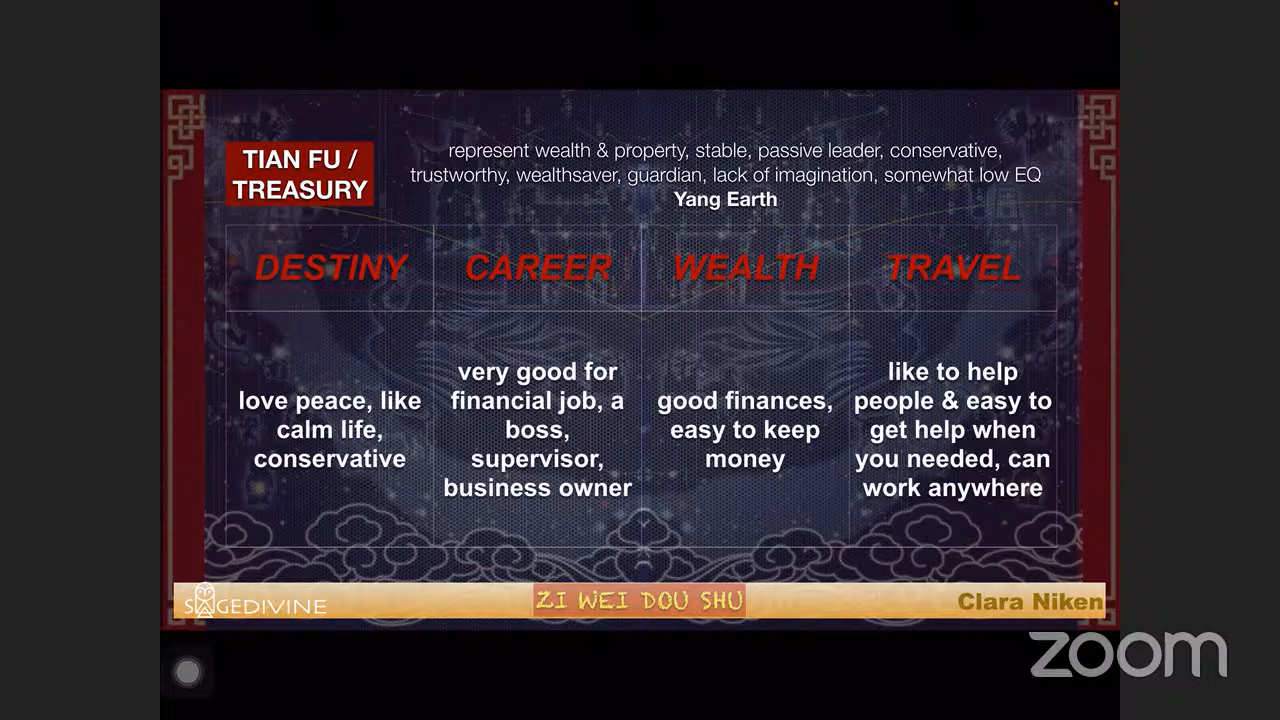 TIAN FU /
TREASURY
represent wealth & property, stable, passive leader, conservative,
trustworthy, wealthsaver, guardian, lack of imagination, somewhat low EQ
Yang Earth
DESTINY
CAREER
WEALTH
TRAVEL
love peace, like
calm life,
conservative
very good for
financial job, a
boss,
supervisor,
business owner
good finances,
easy to keep
money
like to help
people & easy to
get help when
you needed, can
work anywhere
SAGEDIVINE
ZI WEI DOU SHU
Clara Niken
zoom